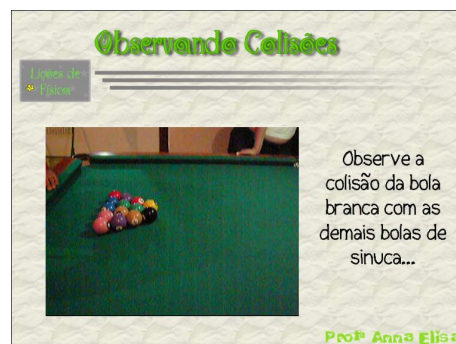 Observando Colisões
Lições de
Física
Observe a
colisão da bola
branca com as
demais bolas de
sinuca...
Profª Anna Elisa